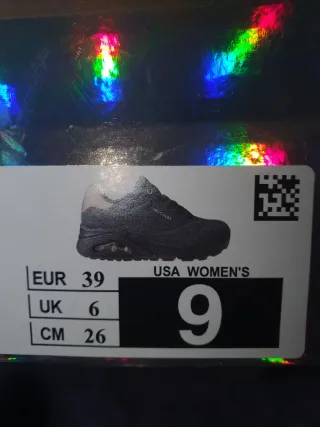 USA WOMEN'S
EUR 39
UK 6
CM 26
9